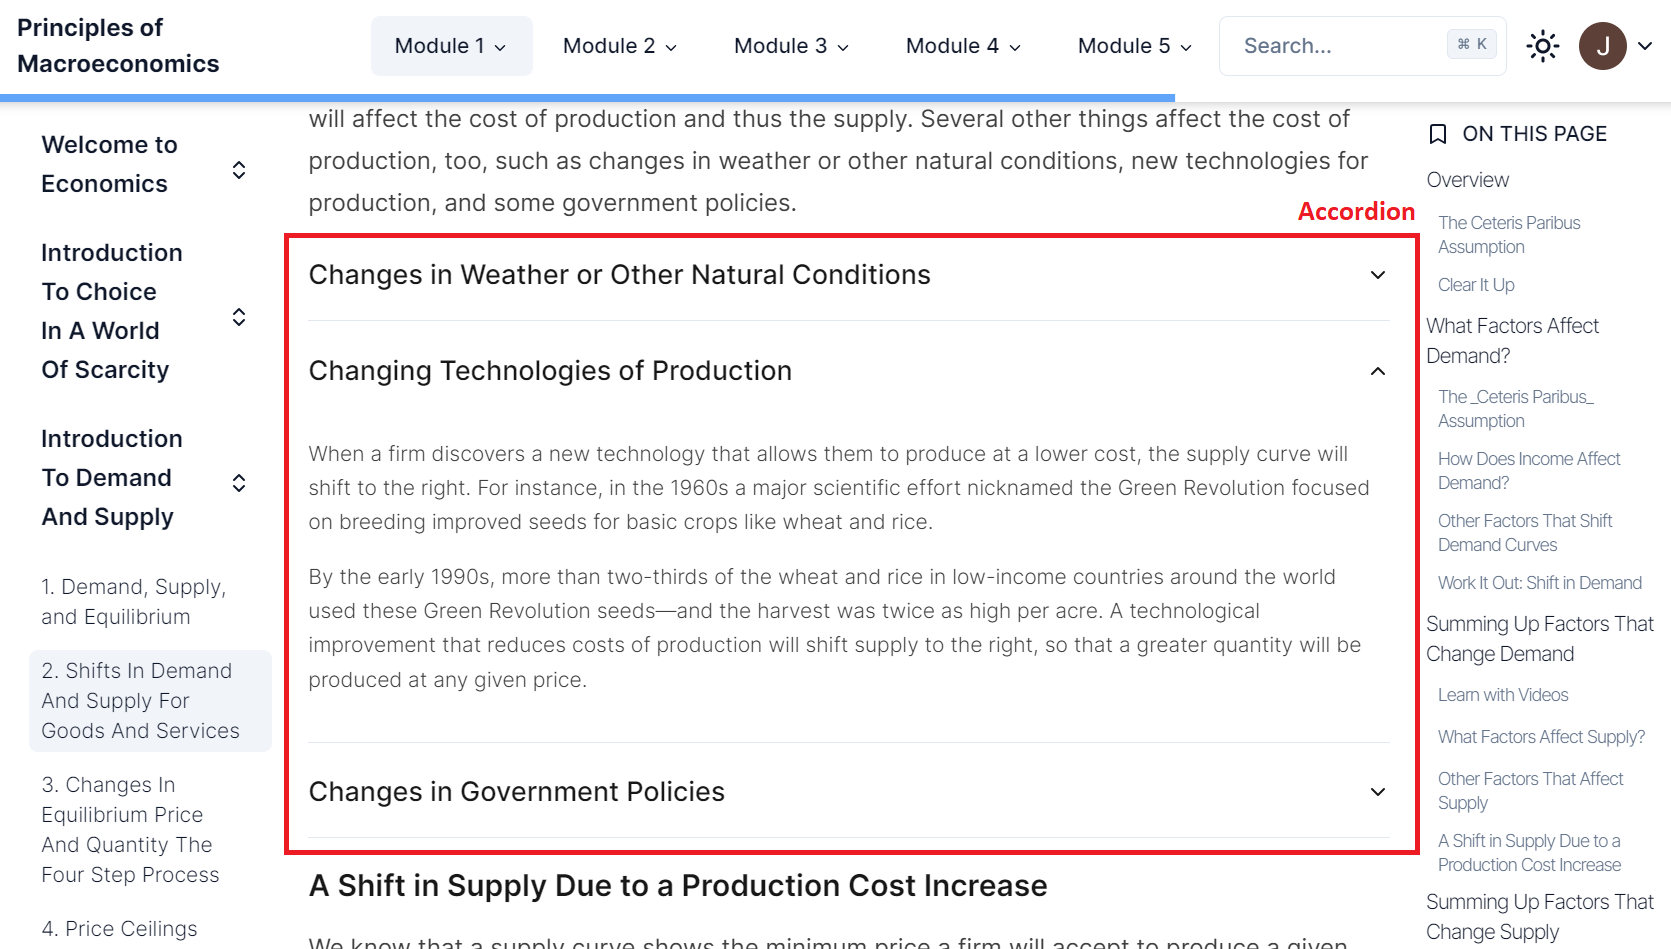 Principles of
Macroeconomics
Module 1
Module 2
Module 3
Module 4
Module 5
Search...
⌘ K
J
Welcome to
Economics
Introduction
To Choice
In A World
Of Scarcity
Introduction
To Demand
And Supply
1. Demand, Supply,
and Equilibrium
2. Shifts In Demand
And Supply For
Goods And Services
3. Changes In
Equilibrium Price
And Quantity The
Four Step Process
4. Price Ceilings
will affect the cost of production and thus the supply. Several other things affect the cost of
production, too, such as changes in weather or other natural conditions, new technologies for
production, and some government policies.
Accordion
Changes in Weather or Other Natural Conditions
Changing Technologies of Production
When a firm discovers a new technology that allows them to produce at a lower cost, the supply curve will
shift to the right. For instance, in the 1960s a major scientific effort nicknamed the Green Revolution focused
on breeding improved seeds for basic crops like wheat and rice.
By the early 1990s, more than two-thirds of the wheat and rice in low-income countries around the world
used these Green Revolution seeds—and the harvest was twice as high per acre. A technological
improvement that reduces costs of production will shift supply to the right, so that a greater quantity will be
produced at any given price.
Changes in Government Policies
A Shift in Supply Due to a Production Cost Increase
We know that a supply curve shows the minimum price a firm will accept to produce a given
ON THIS PAGE
Overview
The Ceteris Paribus
Assumption
Clear It Up
What Factors Affect
Demand?
The _Ceteris Paribus_
Assumption
How Does Income Affect
Demand?
Other Factors That Shift
Demand Curves
Work It Out: Shift in Demand
Summing Up Factors That
Change Demand
Learn with Videos
What Factors Affect Supply?
Other Factors That Affect
Supply
A Shift in Supply Due to a
Production Cost Increase
Summing Up Factors That
Change Supply